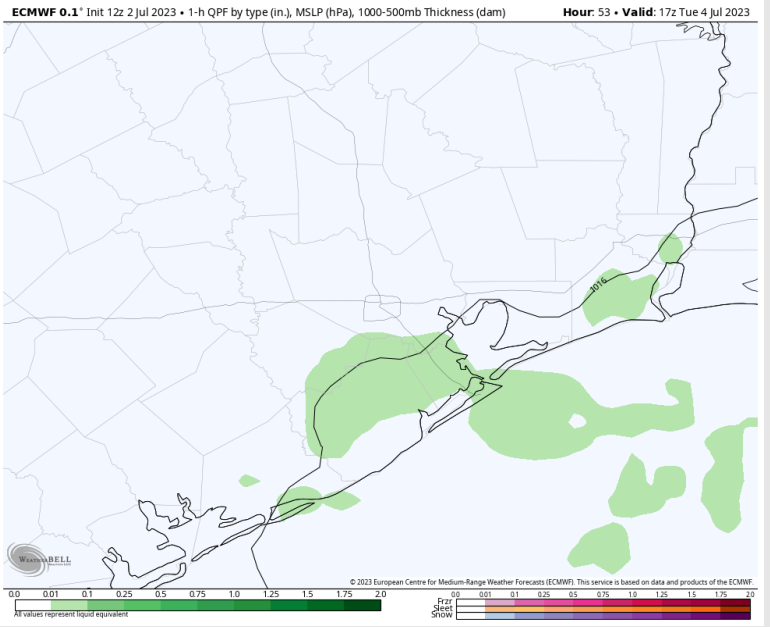 ECMWF 0.1° Init 12z 2 Jul 2023 • 1-h QPF by type (in.), MSLP (hPa), 1000-500mb Thickness (dam) Hour: 53 • Valid: 17z Tue 4 Jul 2023
1016
WEATHERBELL
© 2023 European Centre for Medium-Range Weather Forecasts (ECMWF). This service is based on data and products of the ECMWF.
0.0 0.01 0.1 0.25 0.5 0.75 1.0 1.25 1.5 1.75 2.0
0.0 0.01 0.1 0.25 0.5 0.75 1.0 1.25 1.5 1.75 2.0
Frzr
Sleet
Snow
All values represent liquid equivalent